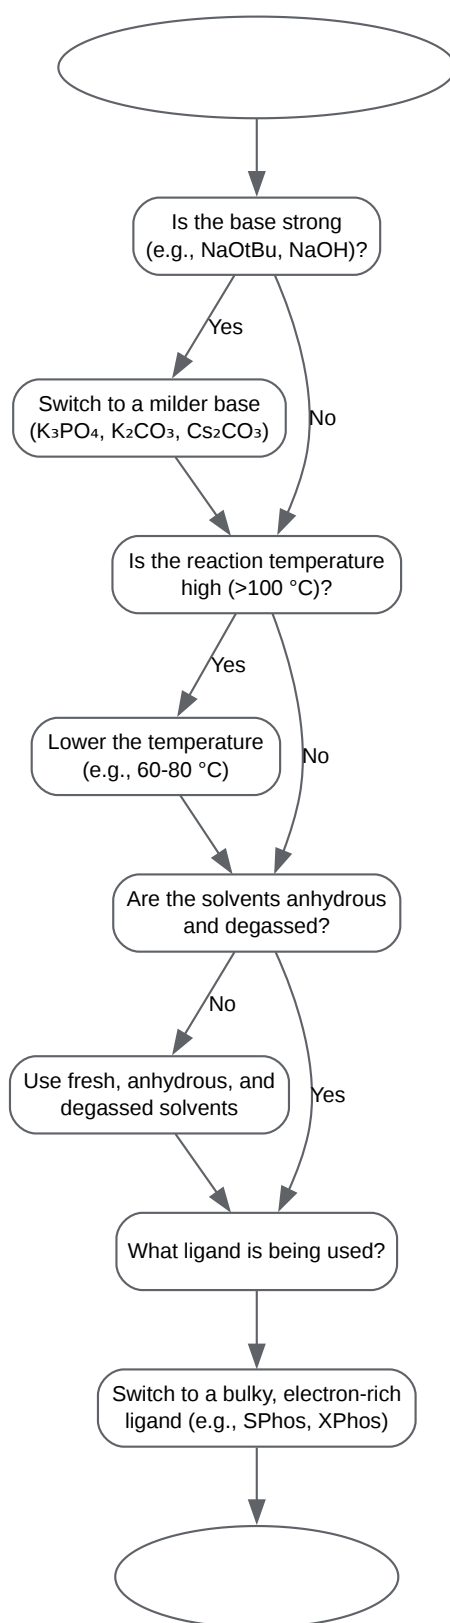 Is the base strong
(e.g., NaOtBu, NaOH)?
Yes
No
Switch to a milder base
(K₃PO₄, K₂CO₃, Cs₂CO₃)
Is the reaction temperature
high (>100 °C)?
Yes
No
Lower the temperature
(e.g., 60-80 °C)
Are the solvents anhydrous
and degassed?
No
Yes
Use fresh, anhydrous, and
degassed solvents
What ligand is being used?
Switch to a bulky, electron-rich
ligand (e.g., SPhos, XPhos)